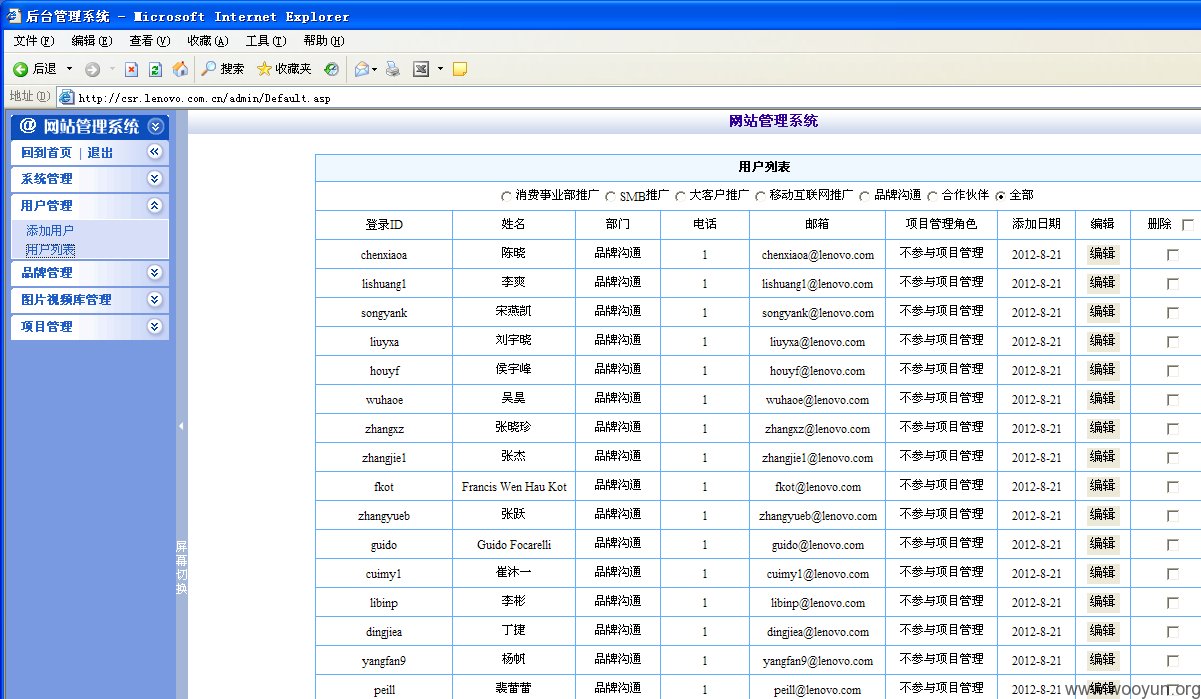 后台管理系统 - Microsoft Internet Explorer
文件(F) 编辑(E) 查看(V) 收藏(A) 工具(T) 帮助(H)
后退 搜索 收藏夹
地址(D) http://csr.lenovo.com.cn/admin/Default.asp
@ 网站管理系统
回到首页 | 退出
系统管理
用户管理
添加用户
用户列表
品牌管理
图片视频库管理
项目管理
屏幕切换
网站管理系统
用户列表
消费事业部推广 SMB推广 大客户推广 移动互联网推广 品牌沟通 合作伙伴 全部
登录ID 姓名 部门 电话 邮箱 项目管理角色 添加日期 编辑 删除
chenxiaoa 陈晓 品牌沟通 1 chenxiaoa@lenovo.com 不参与项目管理 2012-8-21 编辑
lishuang1 李爽 品牌沟通 1 lishuang1@lenovo.com 不参与项目管理 2012-8-21 编辑
songyank 宋燕凯 品牌沟通 1 songyank@lenovo.com 不参与项目管理 2012-8-21 编辑
liuyxa 刘宇晓 品牌沟通 1 liuyxa@lenovo.com 不参与项目管理 2012-8-21 编辑
houyf 侯宇峰 品牌沟通 1 houyf@lenovo.com 不参与项目管理 2012-8-21 编辑
wuhaoe 吴昊 品牌沟通 1 wuhaoe@lenovo.com 不参与项目管理 2012-8-21 编辑
zhangxz 张晓珍 品牌沟通 1 zhangxz@lenovo.com 不参与项目管理 2012-8-21 编辑
zhangjie1 张杰 品牌沟通 1 zhangjie1@lenovo.com 不参与项目管理 2012-8-21 编辑
fkot Francis Wen Hau Kot 品牌沟通 1 fkot@lenovo.com 不参与项目管理 2012-8-21 编辑
zhangyueb 张跃 品牌沟通 1 zhangyueb@lenovo.com 不参与项目管理 2012-8-21 编辑
guido Guido Focarelli 品牌沟通 1 guido@lenovo.com 不参与项目管理 2012-8-21 编辑
cuimy1 崔沐一 品牌沟通 1 cuimy1@lenovo.com 不参与项目管理 2012-8-21 编辑
libinp 李彬 品牌沟通 1 libinp@lenovo.com 不参与项目管理 2012-8-21 编辑
dingjiea 丁捷 品牌沟通 1 dingjiea@lenovo.com 不参与项目管理 2012-8-21 编辑
yangfan9 杨帆 品牌沟通 1 yangfan9@lenovo.com 不参与项目管理 2012-8-21 编辑
peill 裴蕾蕾 品牌沟通 1 peill@lenovo.com 不参与项目管理 2012-8-21 编辑
www.wooyun.org